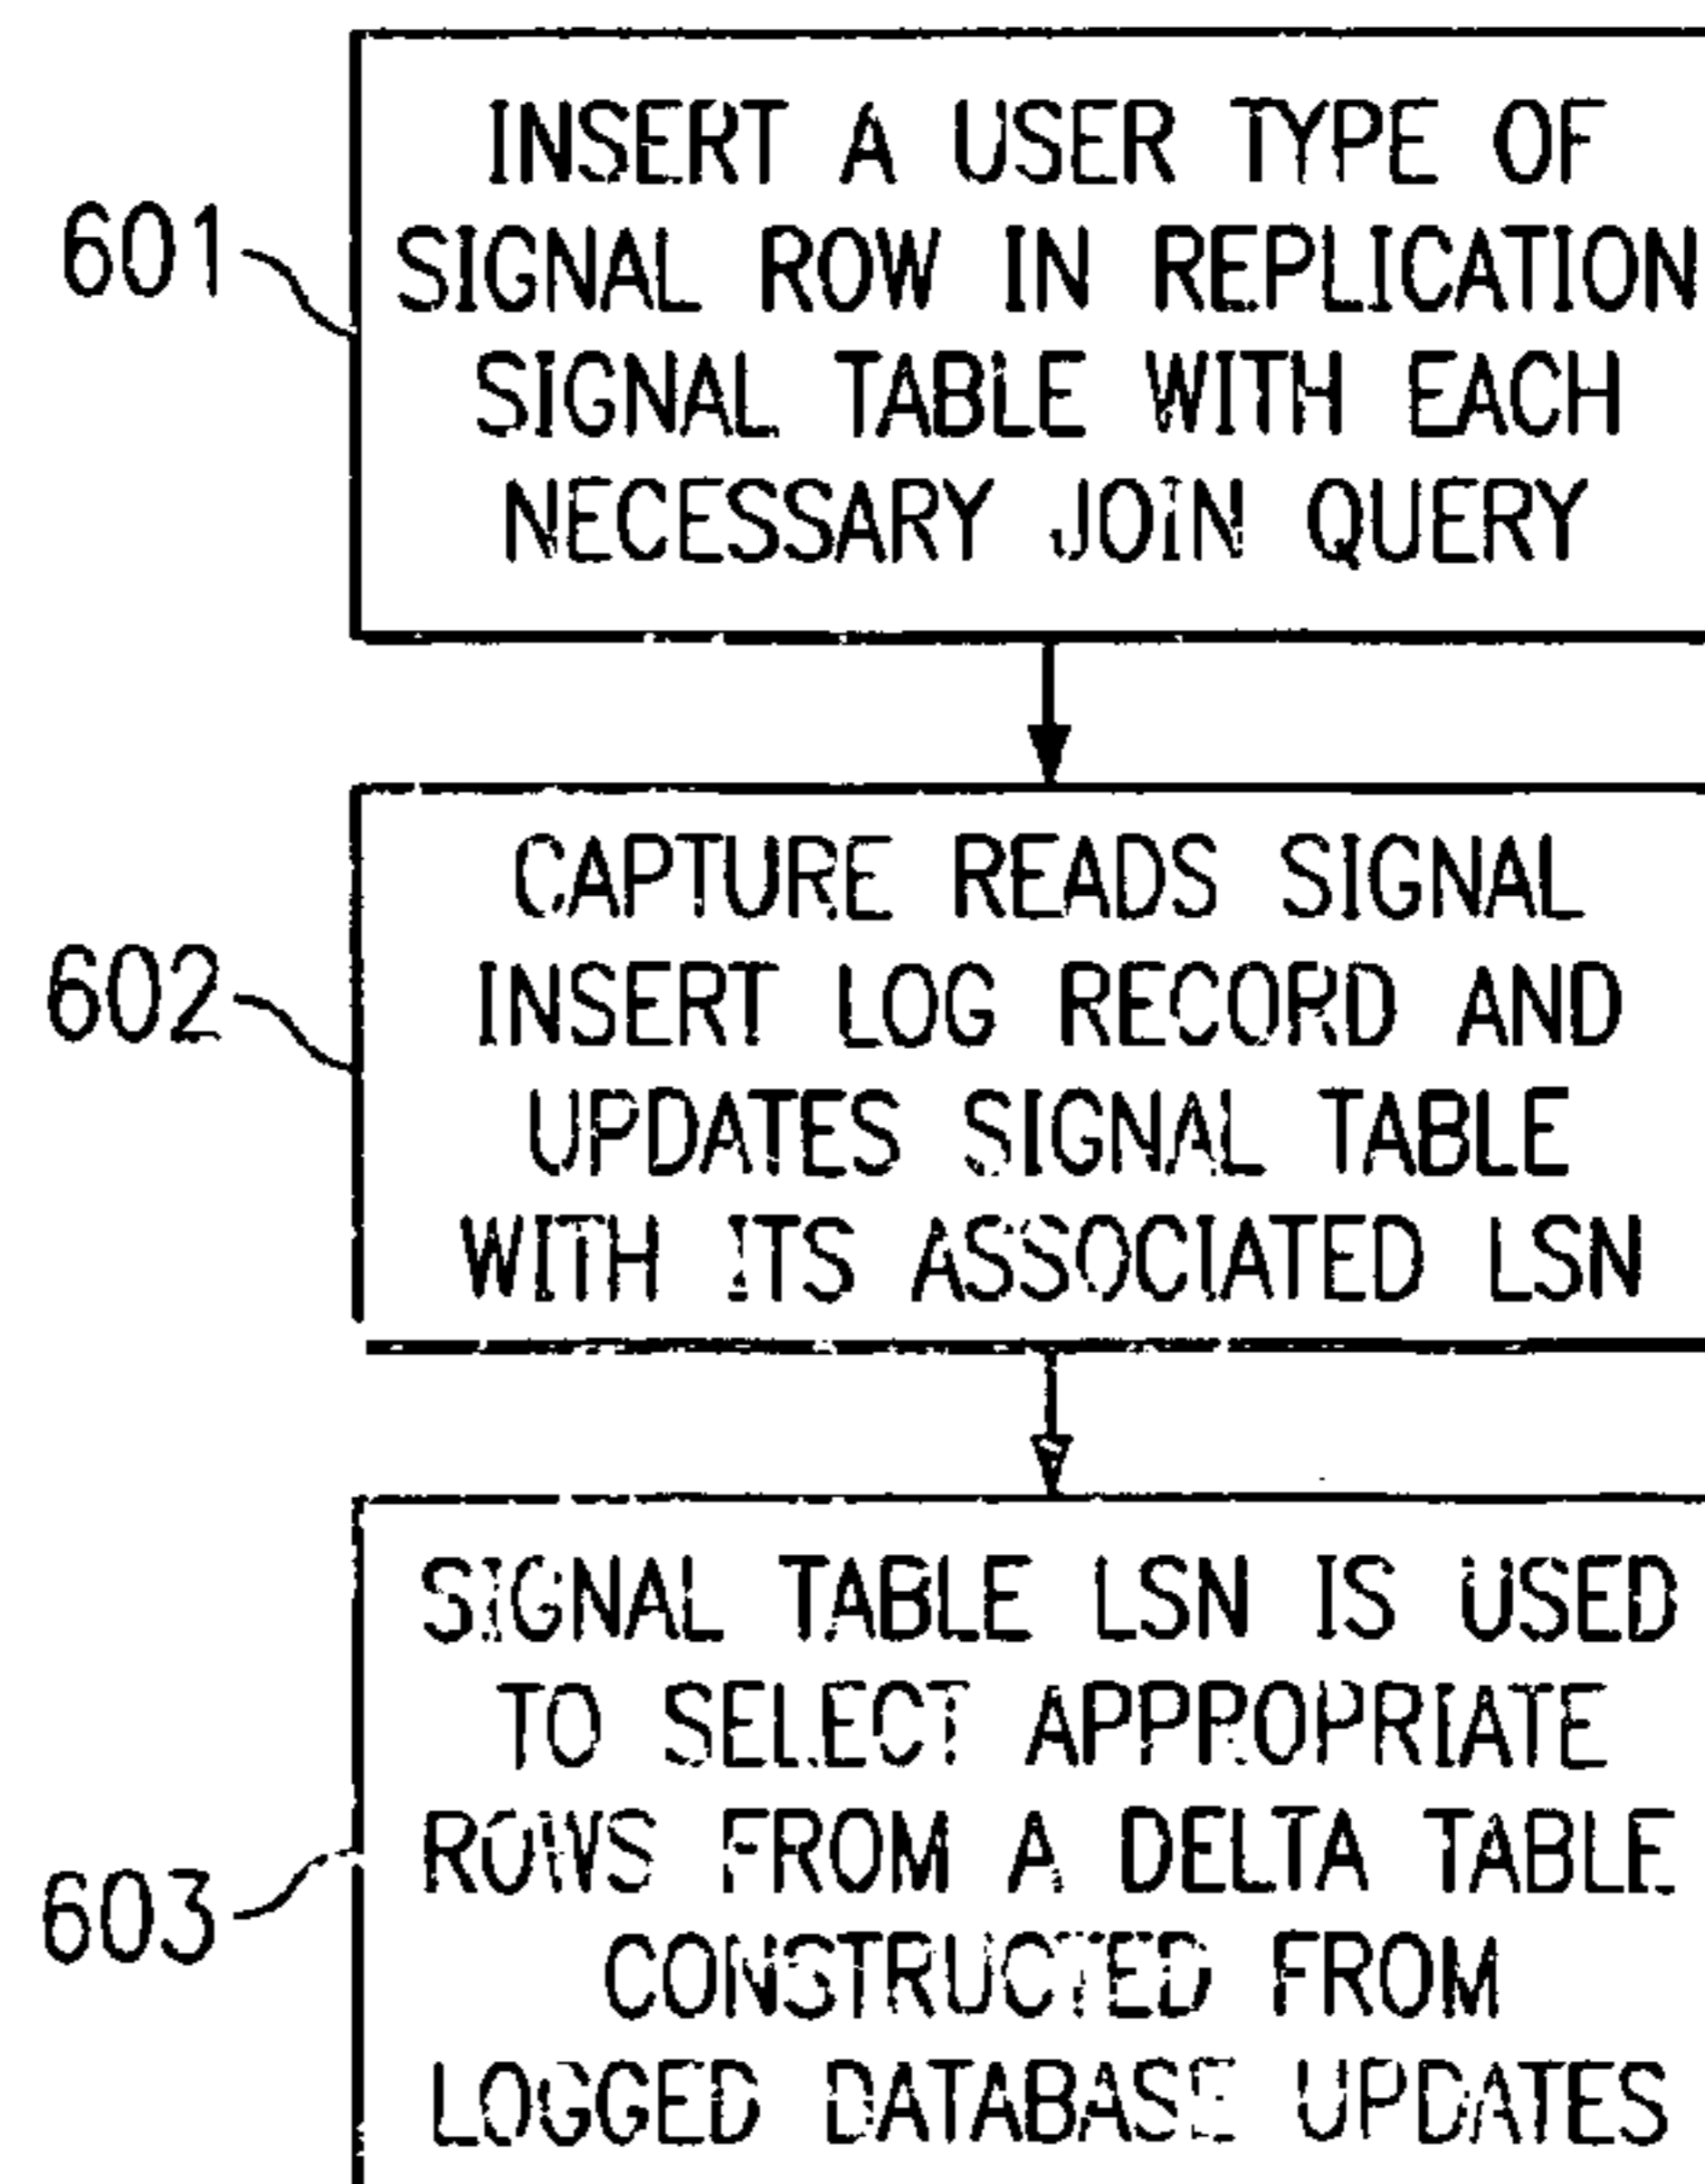 INSERT A USER TYPE OF
601
SIGNAL ROW IN REPLICATION
SIGNAL TABLE WITH EACH
NECESSARY JOIN QUERY
CAPTURE READS SIGNAL
602
INSERT LOG RECORD AND
UPDATES SIGNAL TABLE
WITH ITS ASSOCIATED LSN
SIGNAL TABLE LSN IS USED
TO SELECT APPROPRIATE
ROWS FROM A DELTA TABLE
603
CONSTRUCTED FROM
LOGGED DATABASE UPDATES